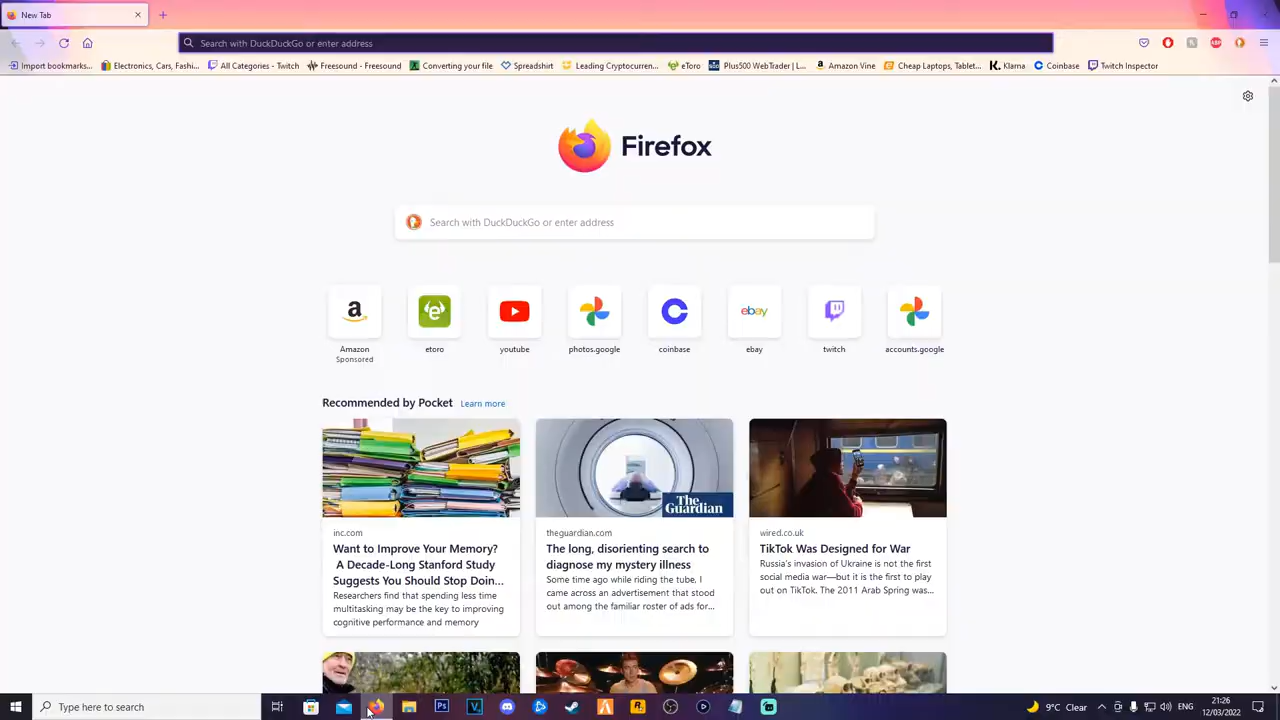 New Tab
Search with DuckDuckGo or enter address
Import bookmarks... Electronics, Cars, Fashi... All Categories - Twitch Freesound - Freesound Converting your file Spreadshirt Leading Cryptocurren... eToro Plus500 WebTrader | L... Amazon Vine Cheap Laptops, Tablet... Klarna Coinbase Twitch Inspector
Firefox
Search with DuckDuckGo or enter address
ebay
Amazon etoro youtube photos.google coinbase ebay twitch accounts.google
Sponsored
Recommended by Pocket Learn more
The Guardian
inc.com
Want to Improve Your Memory?
A Decade-Long Stanford Study
Suggests You Should Stop Doin...
Researchers find that spending less time
multitasking may be the key to improving
cognitive performance and memory
theguardian.com
The long, disorienting search to
diagnose my mystery illness
Some time ago while riding the tube, I
came across an advertisement that stood
out among the familiar roster of ads for...
wired.co.uk
TikTok Was Designed for War
Russia's invasion of Ukraine is not the first
social media war—but it is the first to play
out on TikTok. The 2011 Arab Spring was...
Type here to search
9°C Clear
ENG
21:26
12/03/2022